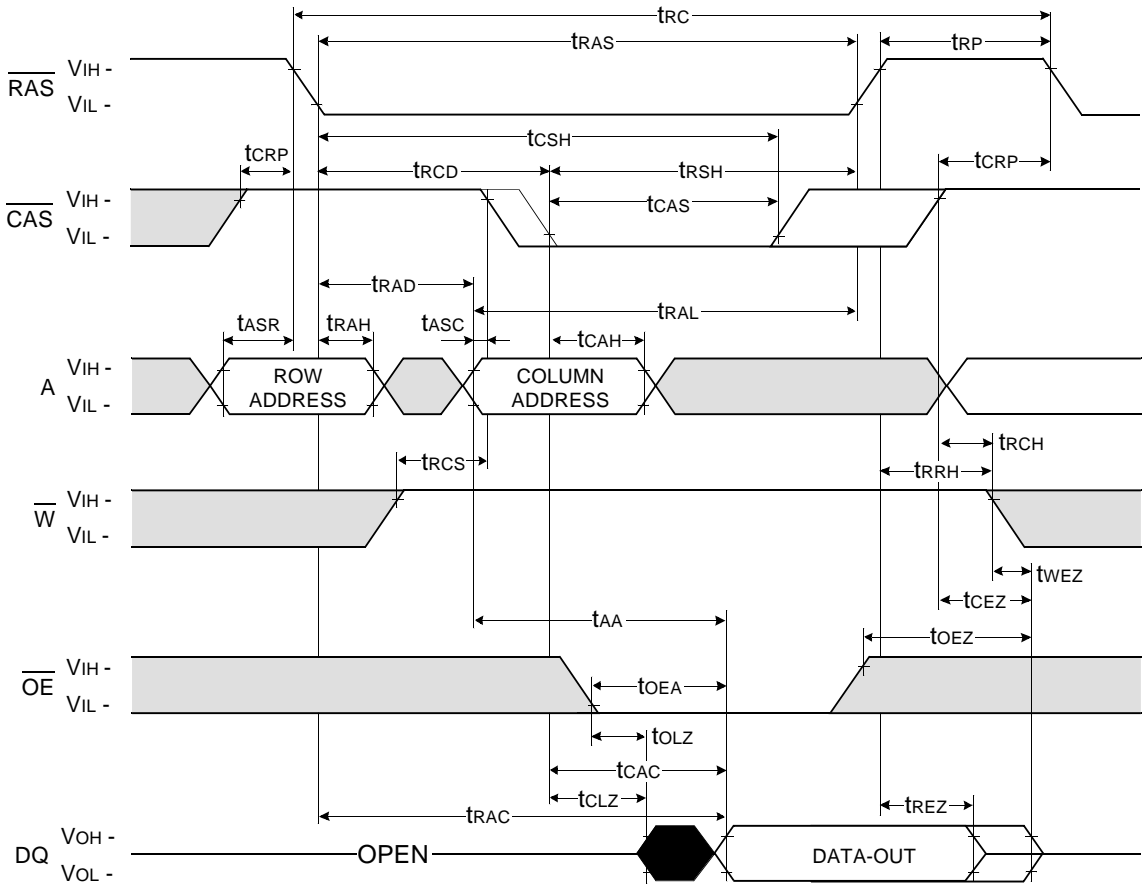 tRC
tRAS
tRP
RAS
VIH -
VIL -
tCSH
tCRP
tRCD
tRSH
tCRP
CAS
VIH -
VIL -
tCAS
tRAD
tRAL
tASR
tRAH
tASC
tCAH
A
VIH -
VIL -
ROW
ADDRESS
COLUMN
ADDRESS
tRCS
tRCH
tRRH
W
VIH -
VIL -
tWEZ
tCEZ
tAA
tOEZ
OE
VIH -
VIL -
tOEA
tOLZ
tCAC
tCLZ
tREZ
tRAC
DQ
VOH -
VOL -
OPEN
DATA-OUT